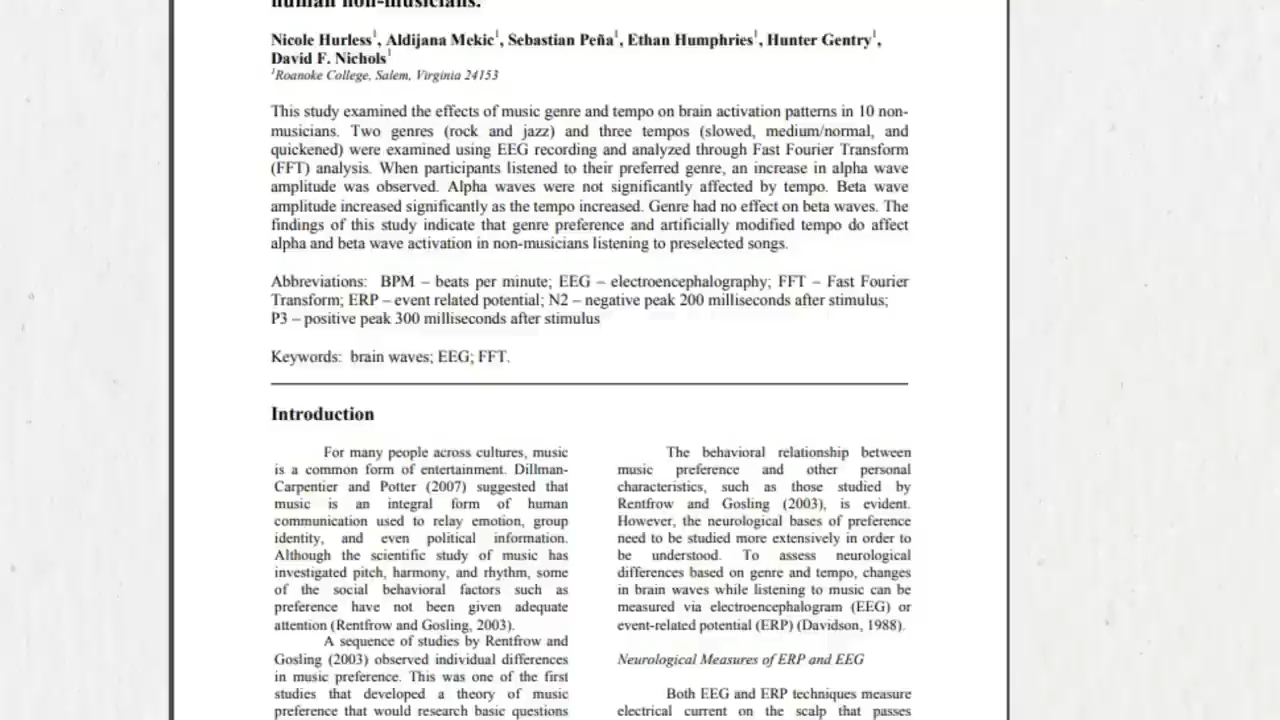 human non-musicians.
Nicole Hurless1, Aldijana Mekic1, Sebastian Peña1, Ethan Humphries1, Hunter Gentry1,
David F. Nichols1
1Roanoke College, Salem, Virginia 24153
This study examined the effects of music genre and tempo on brain activation patterns in 10 non-
musicians. Two genres (rock and jazz) and three tempos (slowed, medium/normal, and
quickened) were examined using EEG recording and analyzed through Fast Fourier Transform
(FFT) analysis. When participants listened to their preferred genre, an increase in alpha wave
amplitude was observed. Alpha waves were not significantly affected by tempo. Beta wave
amplitude increased significantly as the tempo increased. Genre had no effect on beta waves. The
findings of this study indicate that genre preference and artificially modified tempo do affect
alpha and beta wave activation in non-musicians listening to preselected songs.
Abbreviations: BPM – beats per minute; EEG – electroencephalography; FFT – Fast Fourier
Transform; ERP – event related potential; N2 – negative peak 200 milliseconds after stimulus;
P3 – positive peak 300 milliseconds after stimulus
Keywords: brain waves; EEG; FFT.
Introduction
For many people across cultures, music
is a common form of entertainment. Dillman-
Carpentier and Potter (2007) suggested that
music is an integral form of human
communication used to relay emotion, group
identity, and even political information.
Although the scientific study of music has
investigated pitch, harmony, and rhythm, some
of the social behavioral factors such as
preference have not been given adequate
attention (Rentfrow and Gosling, 2003).
A sequence of studies by Rentfrow and
Gosling (2003) observed individual differences
in music preference. This was one of the first
studies that developed a theory of music
preference that would research basic questions
The behavioral relationship between
music preference and other personal
characteristics, such as those studied by
Rentfrow and Gosling (2003), is evident.
However, the neurological bases of preference
need to be studied more extensively in order to
be understood. To assess neurological
differences based on genre and tempo, changes
in brain waves while listening to music can be
measured via electroencephalogram (EEG) or
event-related potential (ERP) (Davidson, 1988).
Neurological Measures of ERP and EEG
Both EEG and ERP techniques measure
electrical current on the scalp that passes